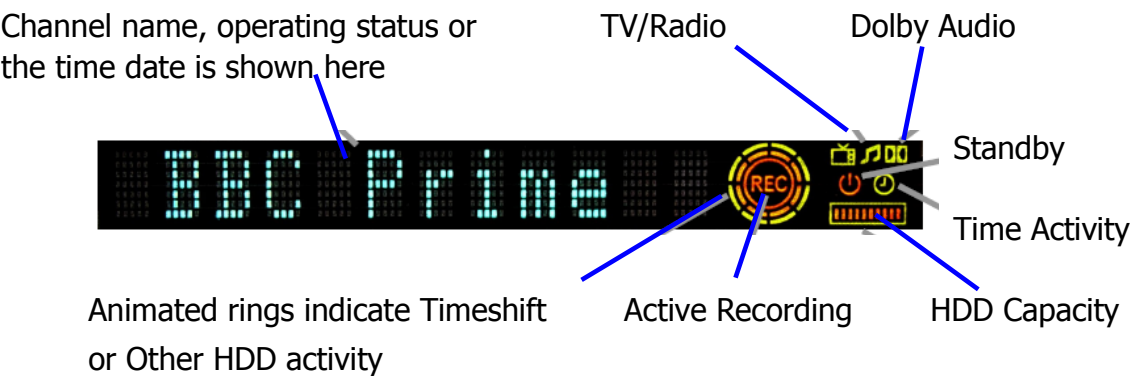 Channel name, operating status or
the time date is shown here
TV/Radio
Dolby Audio
BBC Prime
REC
Standby
Time Activity
Animated rings indicate Timeshift
or Other HDD activity
Active Recording
HDD Capacity